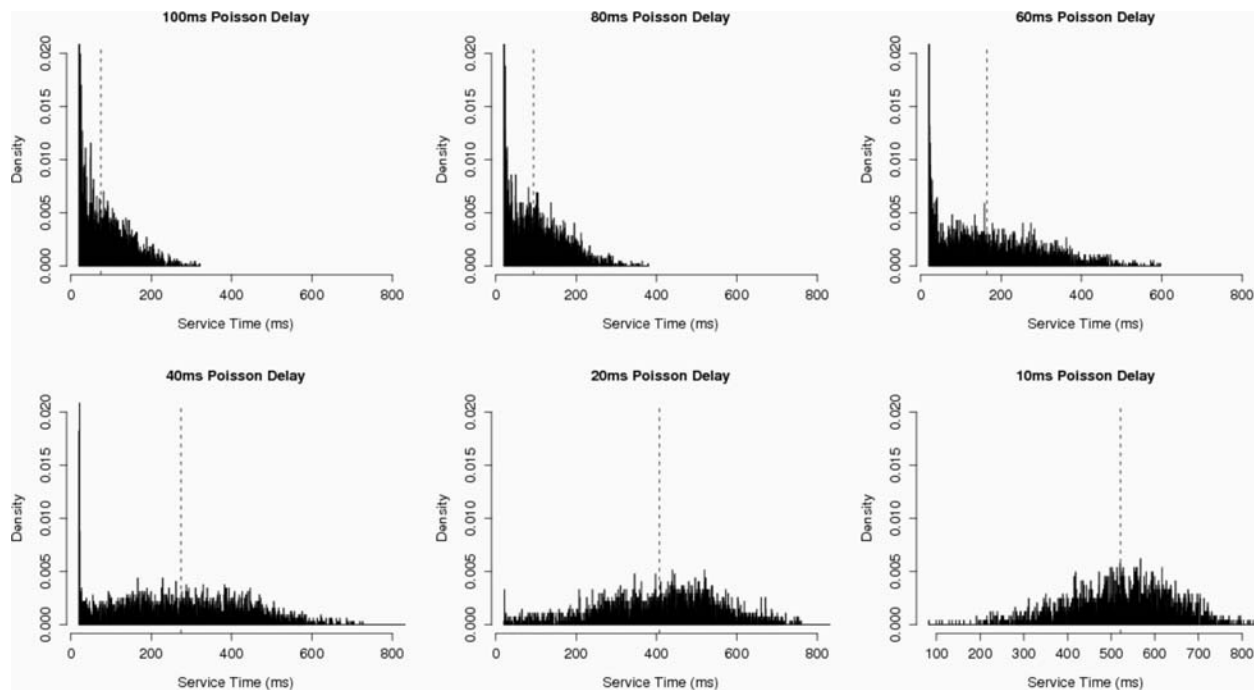 100ms Poisson Delay
Density
0.000 0.005 0.010 0.015 0.020
0 200 400 600 800
Service Time (ms)
80ms Poisson Delay
Density
0.000 0.005 0.010 0.015 0.020
0 200 400 600 800
Service Time (ms)
60ms Poisson Delay
Density
0.000 0.005 0.010 0.015 0.020
0 200 400 600 800
Service Time (ms)
40ms Poisson Delay
Density
0.000 0.005 0.010 0.015 0.020
0 200 400 600 800
Service Time (ms)
20ms Poisson Delay
Density
0.000 0.005 0.010 0.015 0.020
0 200 400 600 800
Service Time (ms)
10ms Poisson Delay
Density
0.000 0.005 0.010 0.015 0.020
100 200 300 400 500 600 700 800
Service Time (ms)